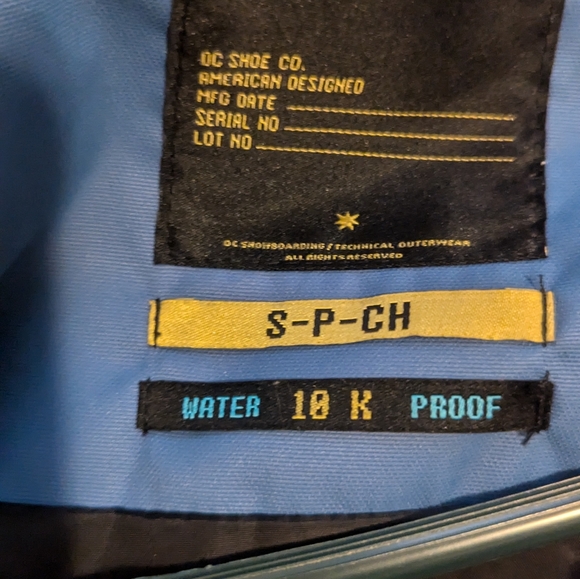 DC SHOE CO.
AMERICAN DESIGNED
MFG DATE
SERIAL NO
LOT NO
DC SNOWBOARDING / TECHNICAL OUTERWEAR
ALL RIGHTS RESERVED
S-P-CH
WATER 10 K PROOF